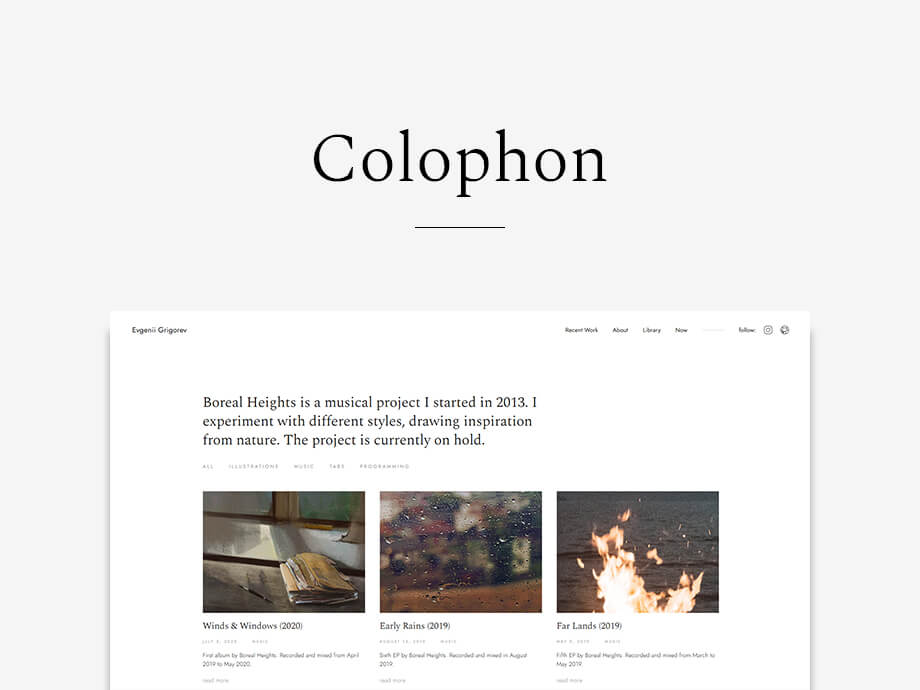 Colophon
Evgenii Grigorev
Recent Work About Library Now follow:
Boreal Heights is a musical project I started in 2013. I
experiment with different styles, drawing inspiration
from nature. The project is currently on hold.
ALL ILLUSTRATIONS MUSIC TABS PROGRAMMING
Winds & Windows (2020)
JULY 5, 2020 MUSIC
First album by Boreal Heights. Recorded and mixed from April
2019 to May 2020.
read more
Early Rains (2019)
AUGUST 15, 2019 MUSIC
Sixth EP by Boreal Heights. Recorded and mixed in August
2019.
read more
Far Lands (2019)
MAY 5, 2019 MUSIC
Fifth EP by Boreal Heights. Recorded and mixed from March to
May 2019.
read more